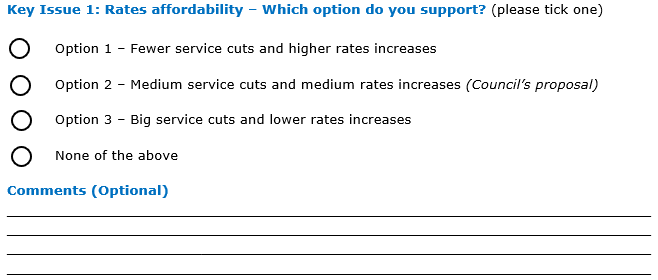 Key Issue 1: Rates affordability – Which option do you support? (please tick one)
Option 1 – Fewer service cuts and higher rates increases
Option 2 – Medium service cuts and medium rates increases (Council’s proposal)
Option 3 – Big service cuts and lower rates increases
None of the above
Comments (Optional)